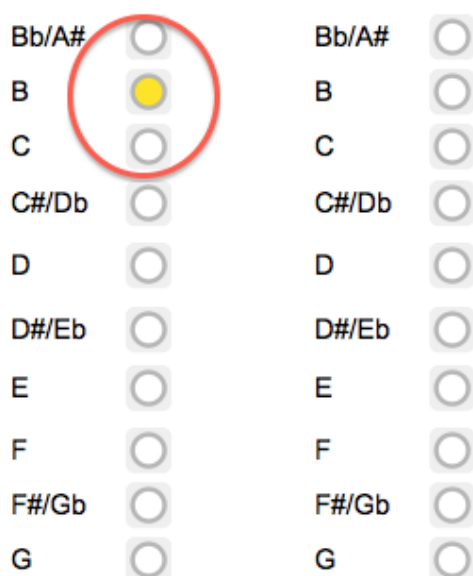 Bb/A# Bb/A#
B B
C C
C#/Db C#/Db
D D
D#/Eb D#/Eb
E E
F F
F#/Gb F#/Gb
G G